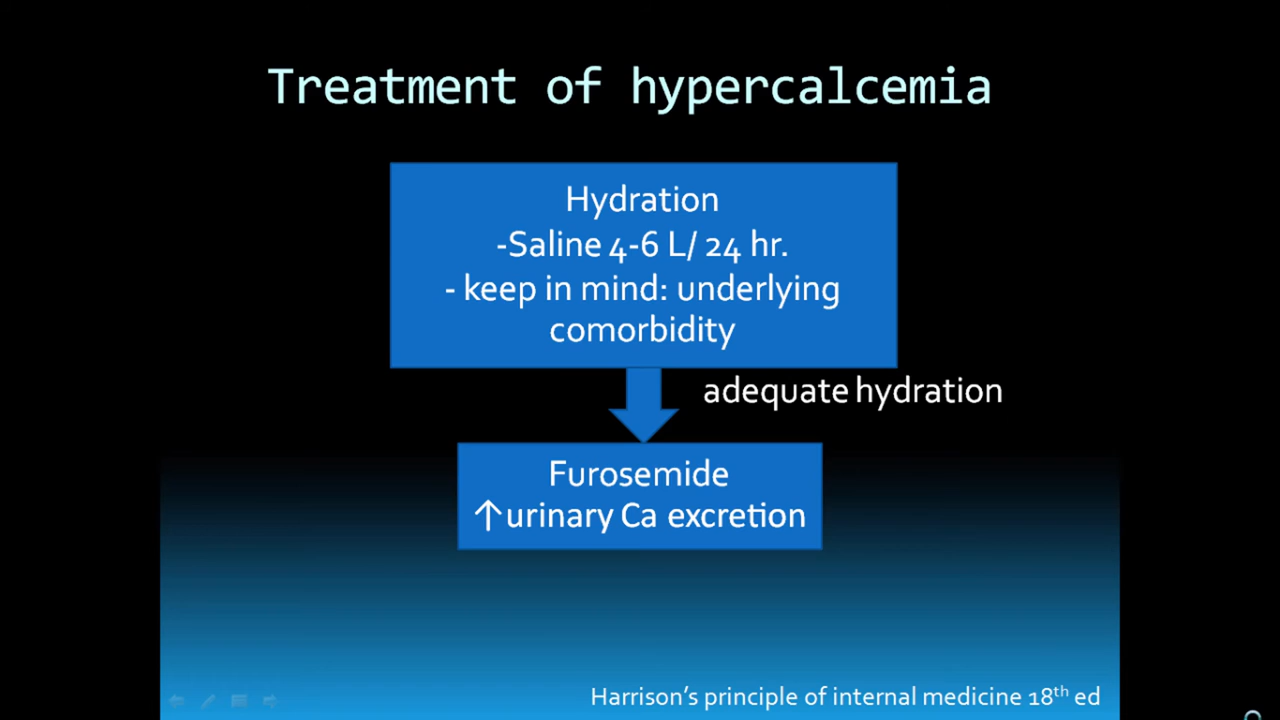 Treatment of hypercalcemia
Hydration
-Saline 4-6 L/ 24 hr.
- keep in mind: underlying
comorbidity
adequate hydration
Furosemide
↑urinary Ca excretion
Harrison's principle of internal medicine 18th ed